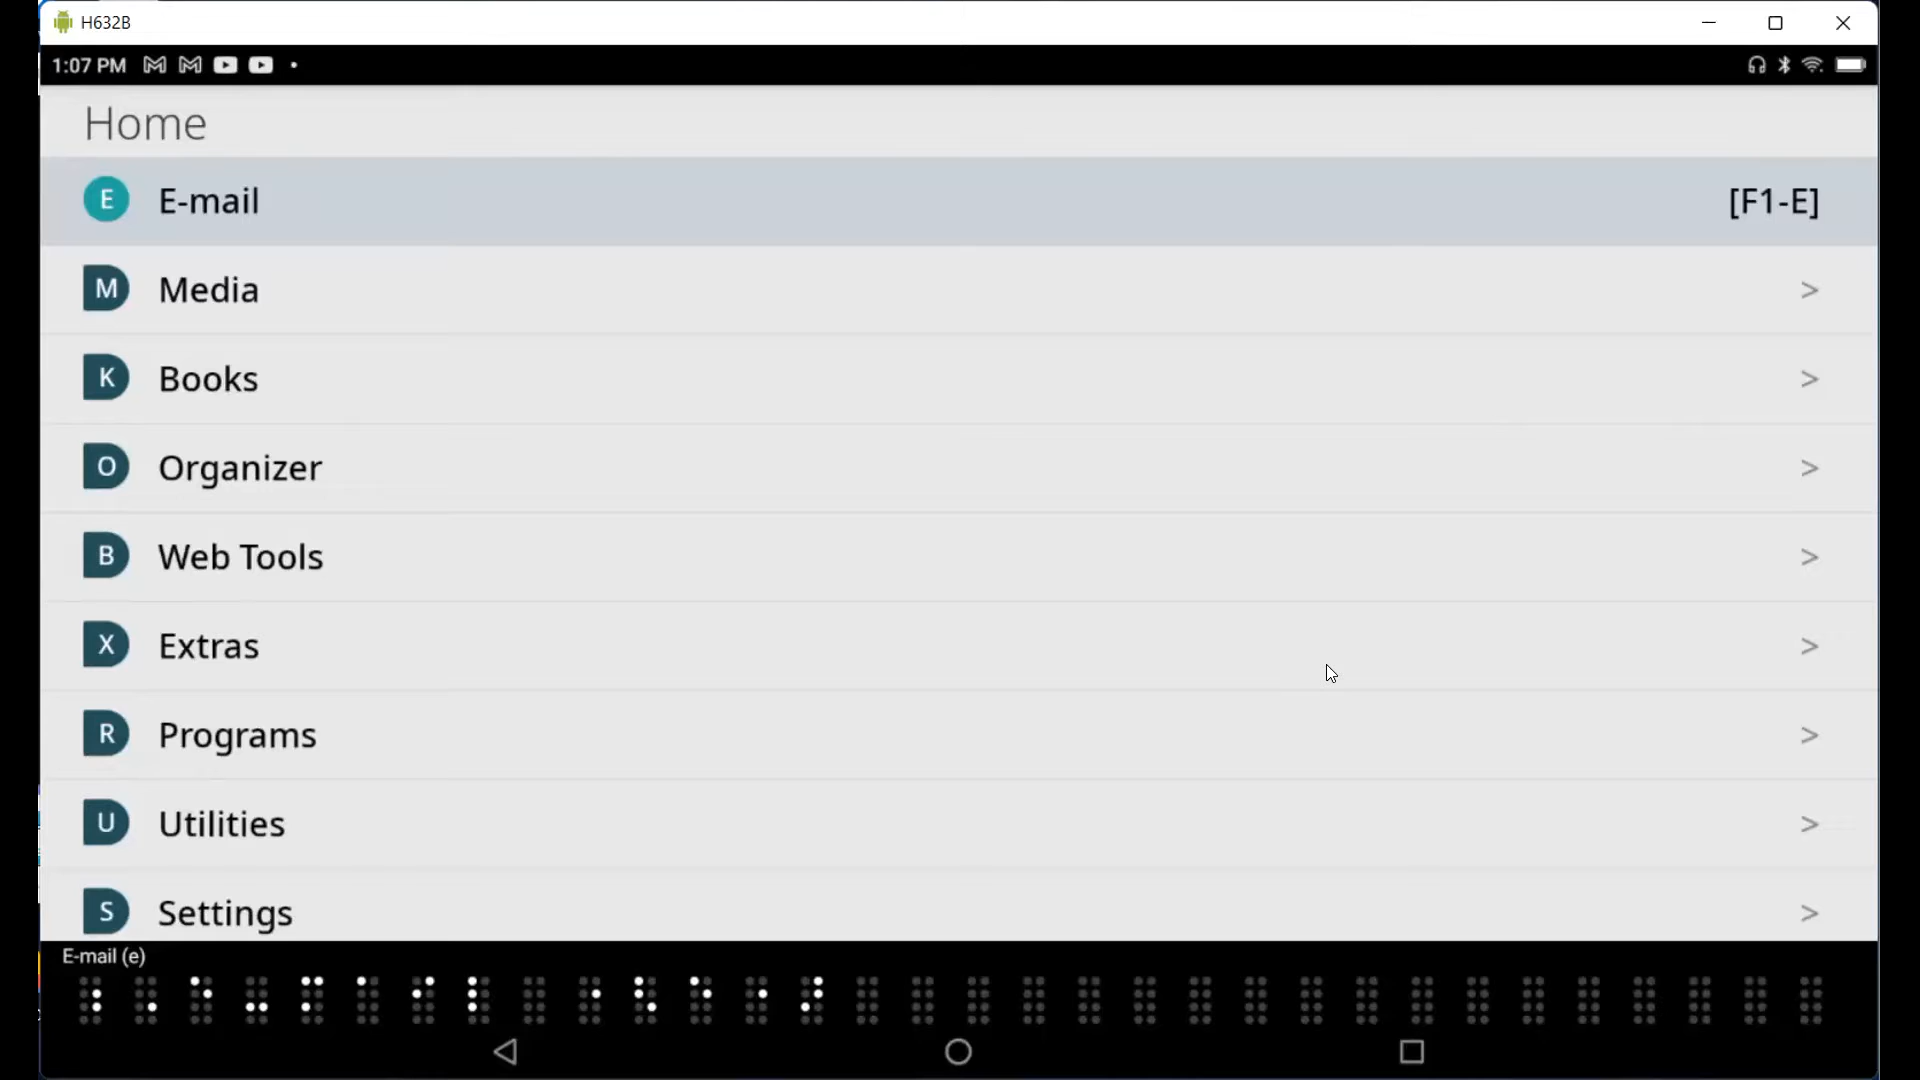 H632B
1:07 PM
Home
E E-mail [F1-E]
M Media >
K Books >
O Organizer >
B Web Tools >
X Extras >
R Programs >
U Utilities >
S Settings >
E-mail (e)